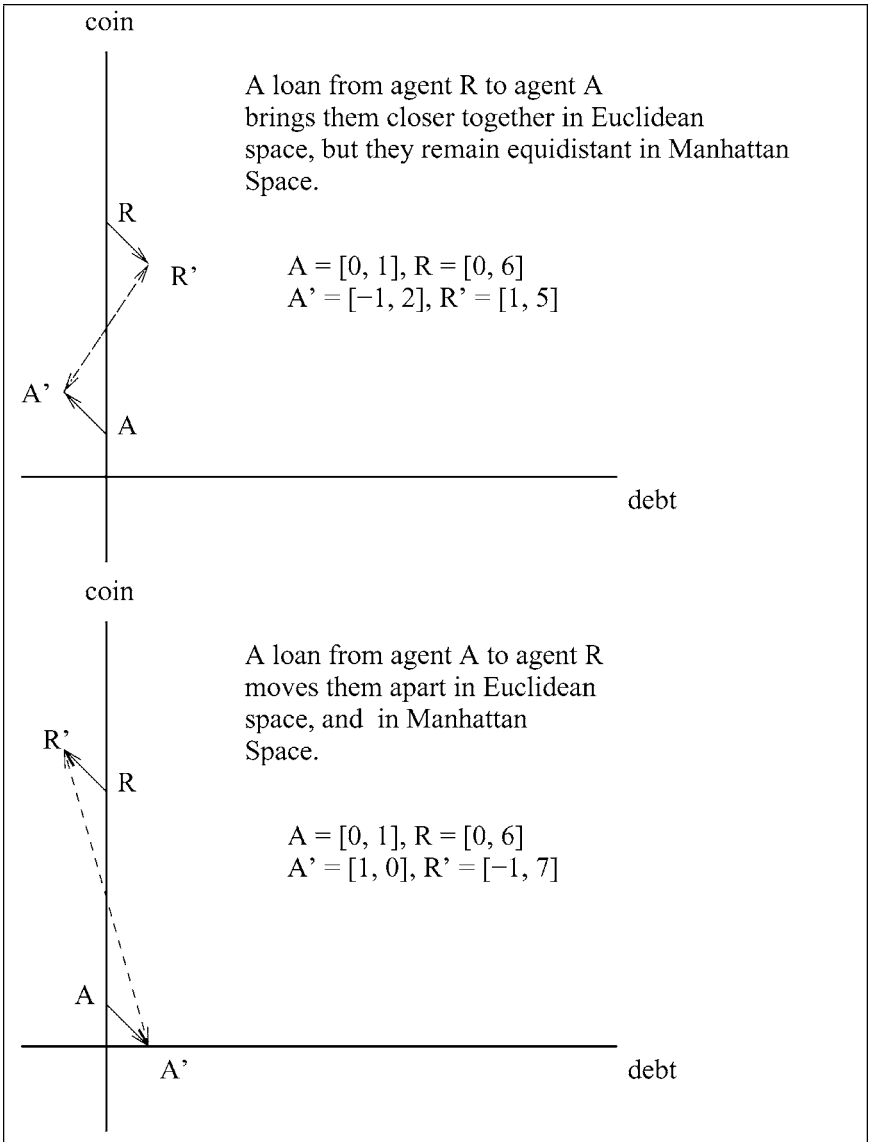 coin
A loan from agent R to agent A
brings them closer together in Euclidean
space, but they remain equidistant in Manhattan
Space.
R
A = [0, 1], R = [0, 6]
R’
A’ = [−1, 2], R’ = [1, 5]
A’
A
debt
coin
A loan from agent A to agent R
moves them apart in Euclidean
space, and in Manhattan
Space.
R’
R
A = [0, 1], R = [0, 6]
A’ = [1, 0], R’ = [−1, 7]
A
A’
debt